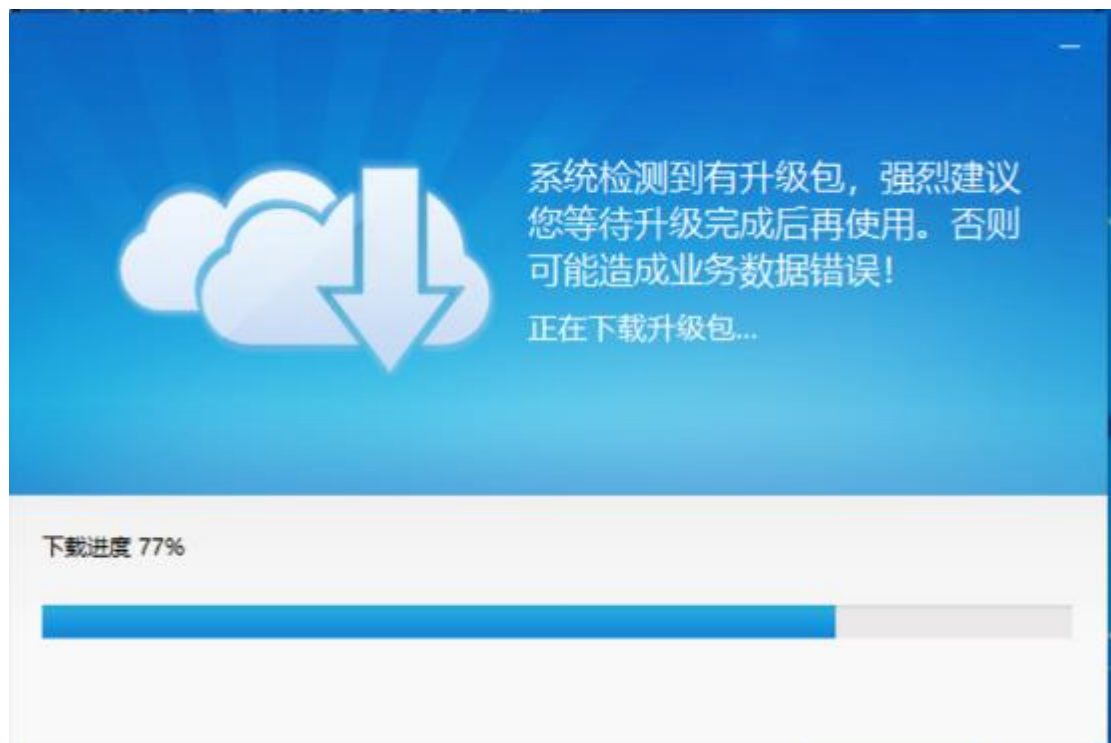 系统检测到有升级包，强烈建议
您等待升级完成后再使用。否则
可能造成业务数据错误！
正在下载升级包...
下载进度 77%